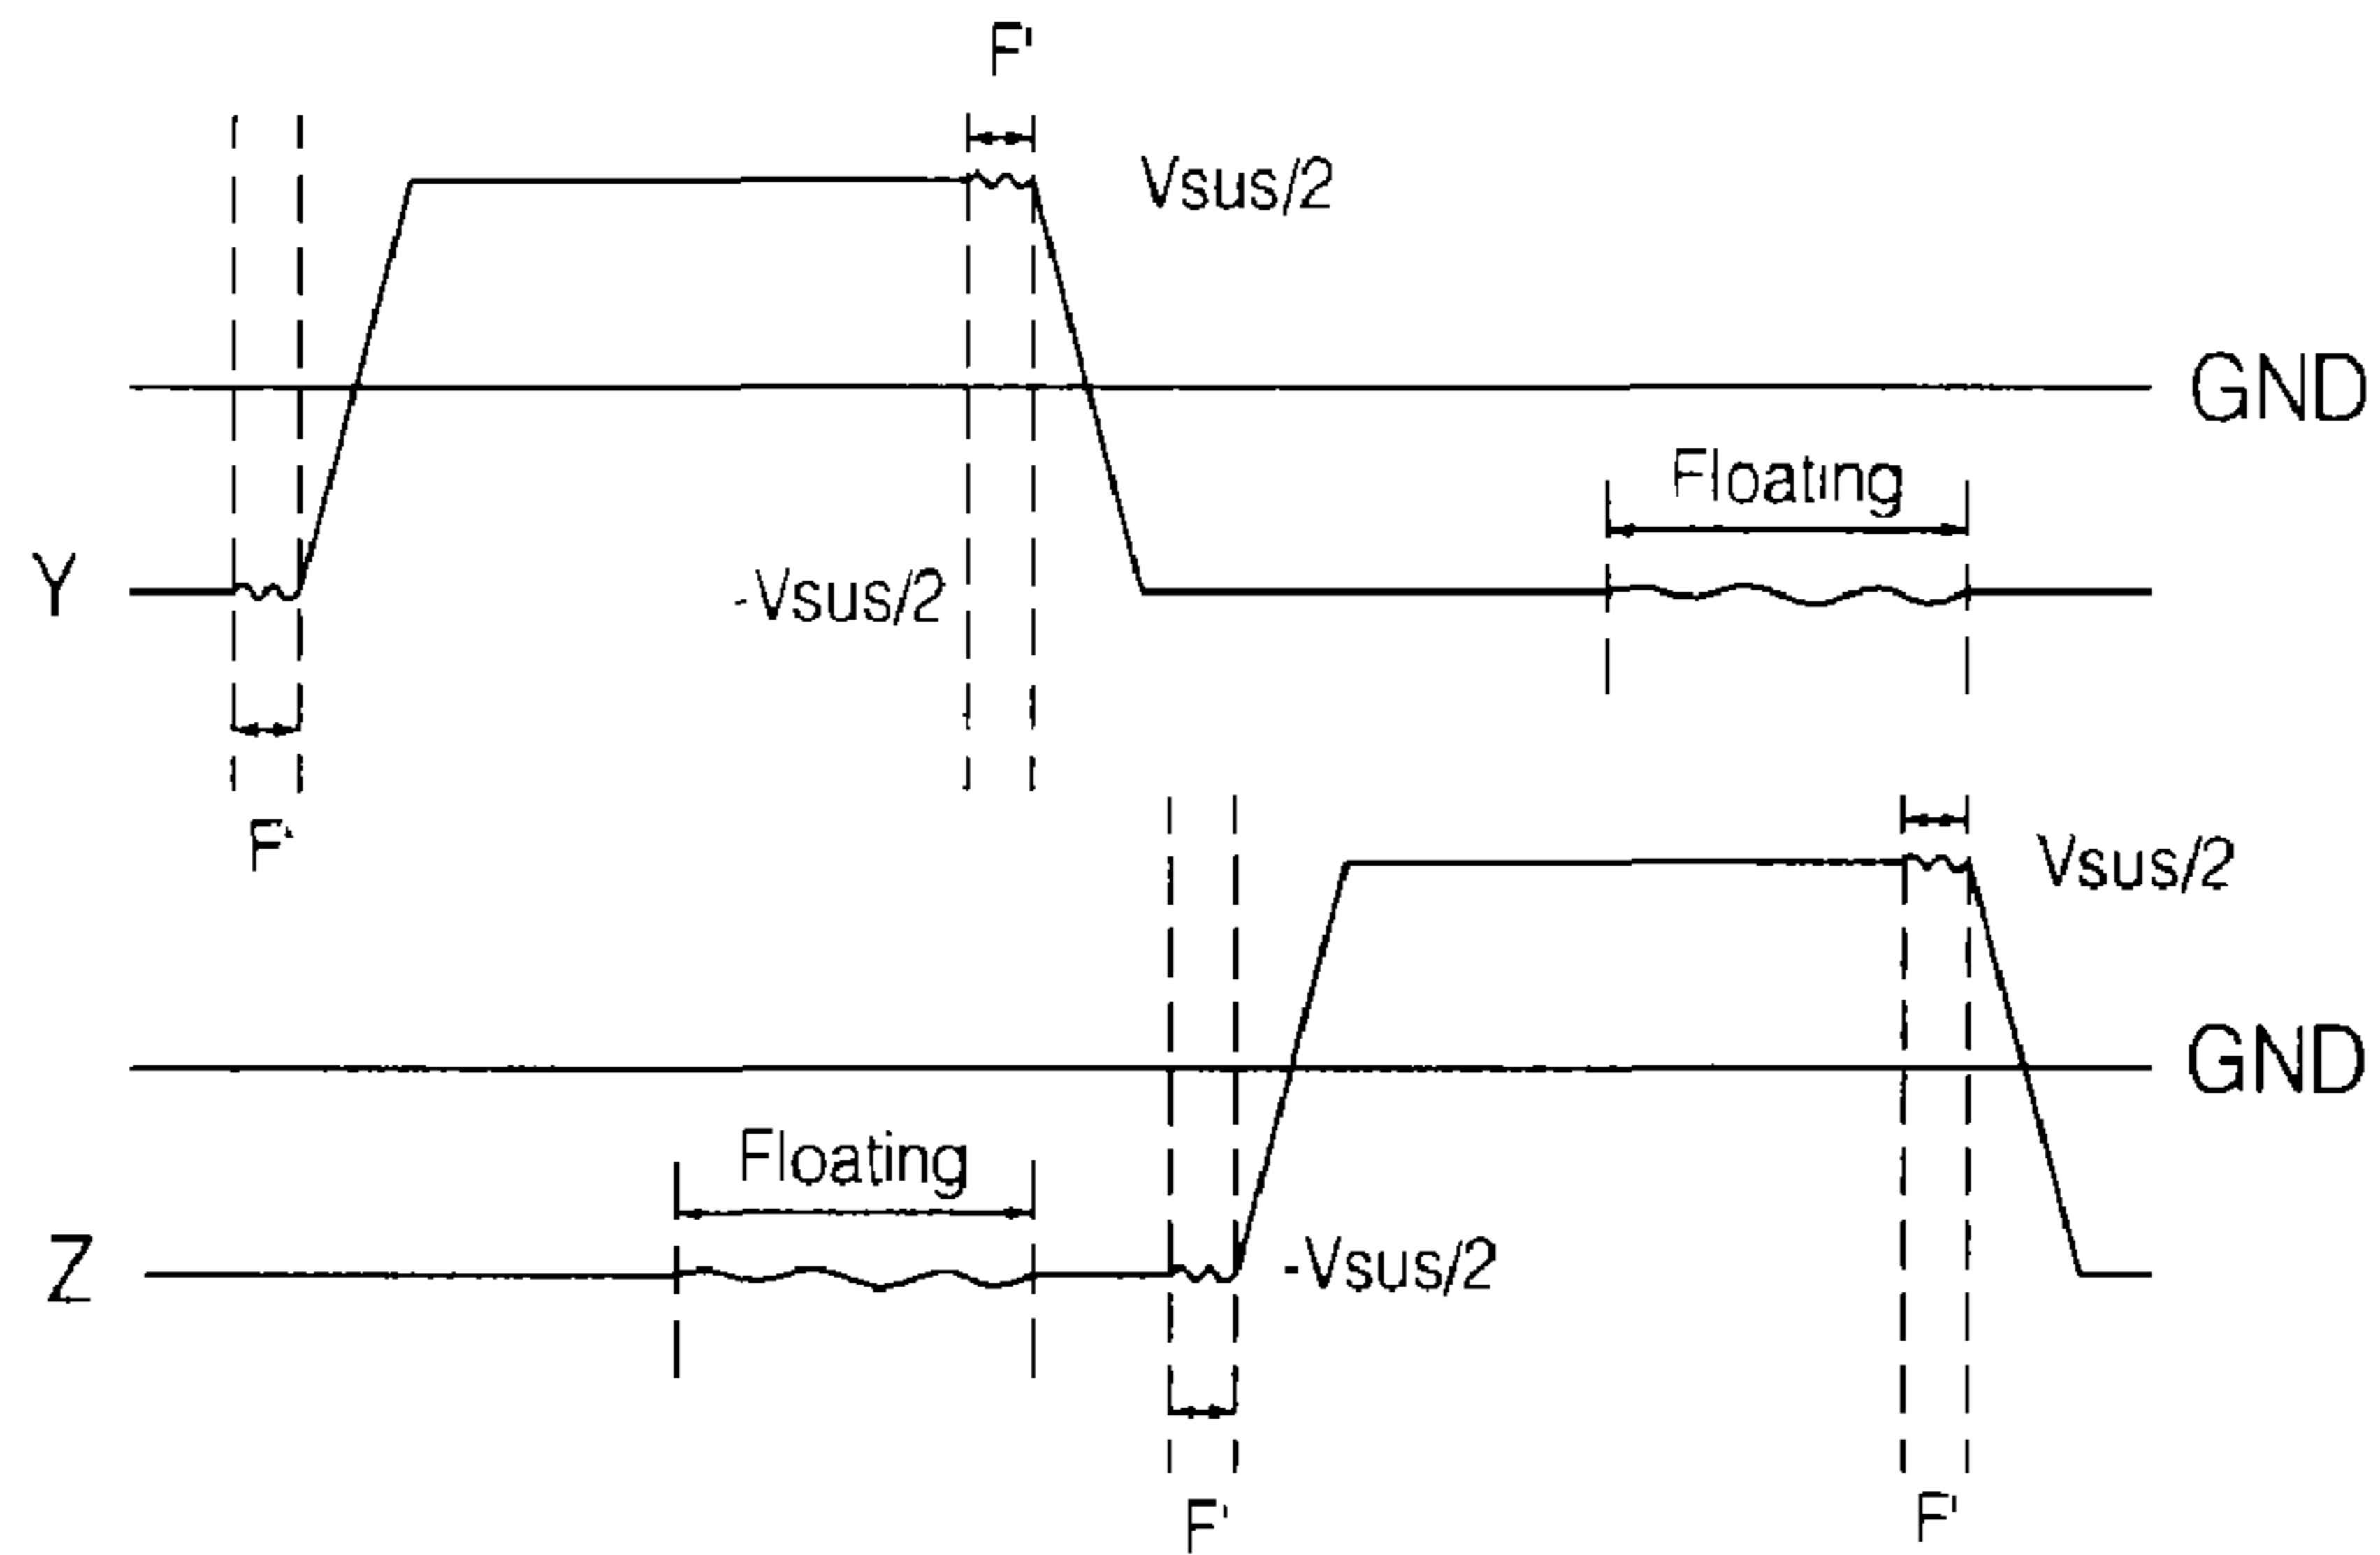 F'
Vsus/2
GND
Floating
Y
-Vsus/2
F'
Vsus/2
GND
Floating
Z
-Vsus/2
F'
F'